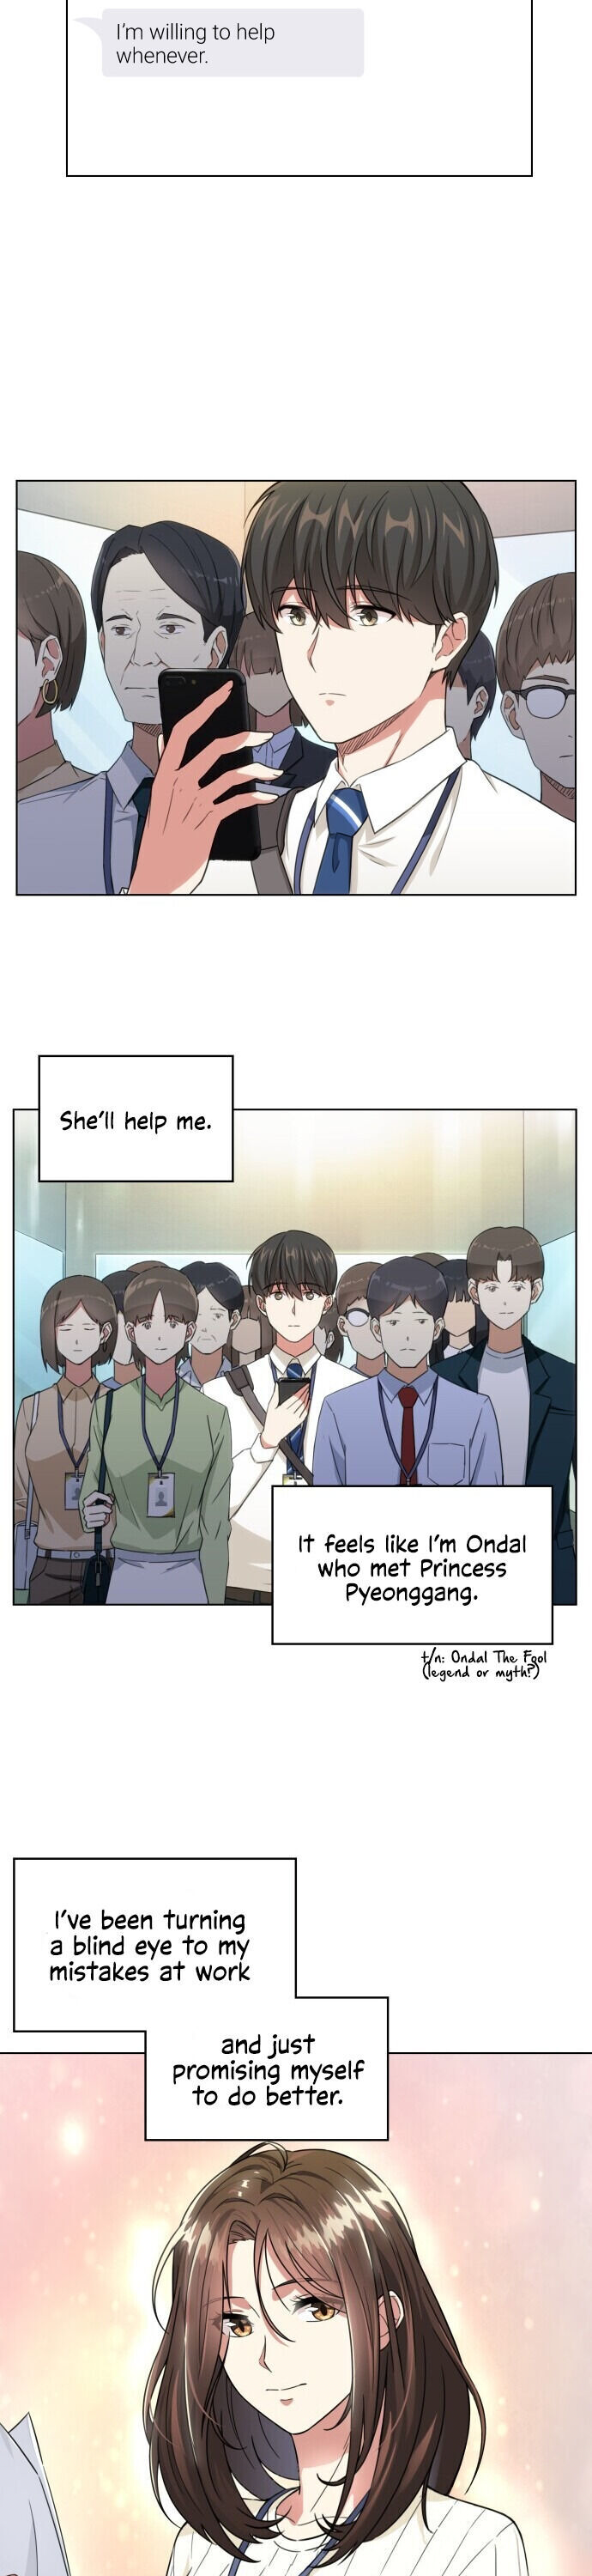 I'm willing to help
whenever.
She'll help me.
It feels like I'm Ondal
who met Princess
Pyeonggang.
t/n: Ondal The Fool
(legend or myth?)
I've been turning
a blind eye to my
mistakes at work
and just
promising myself
to do better.